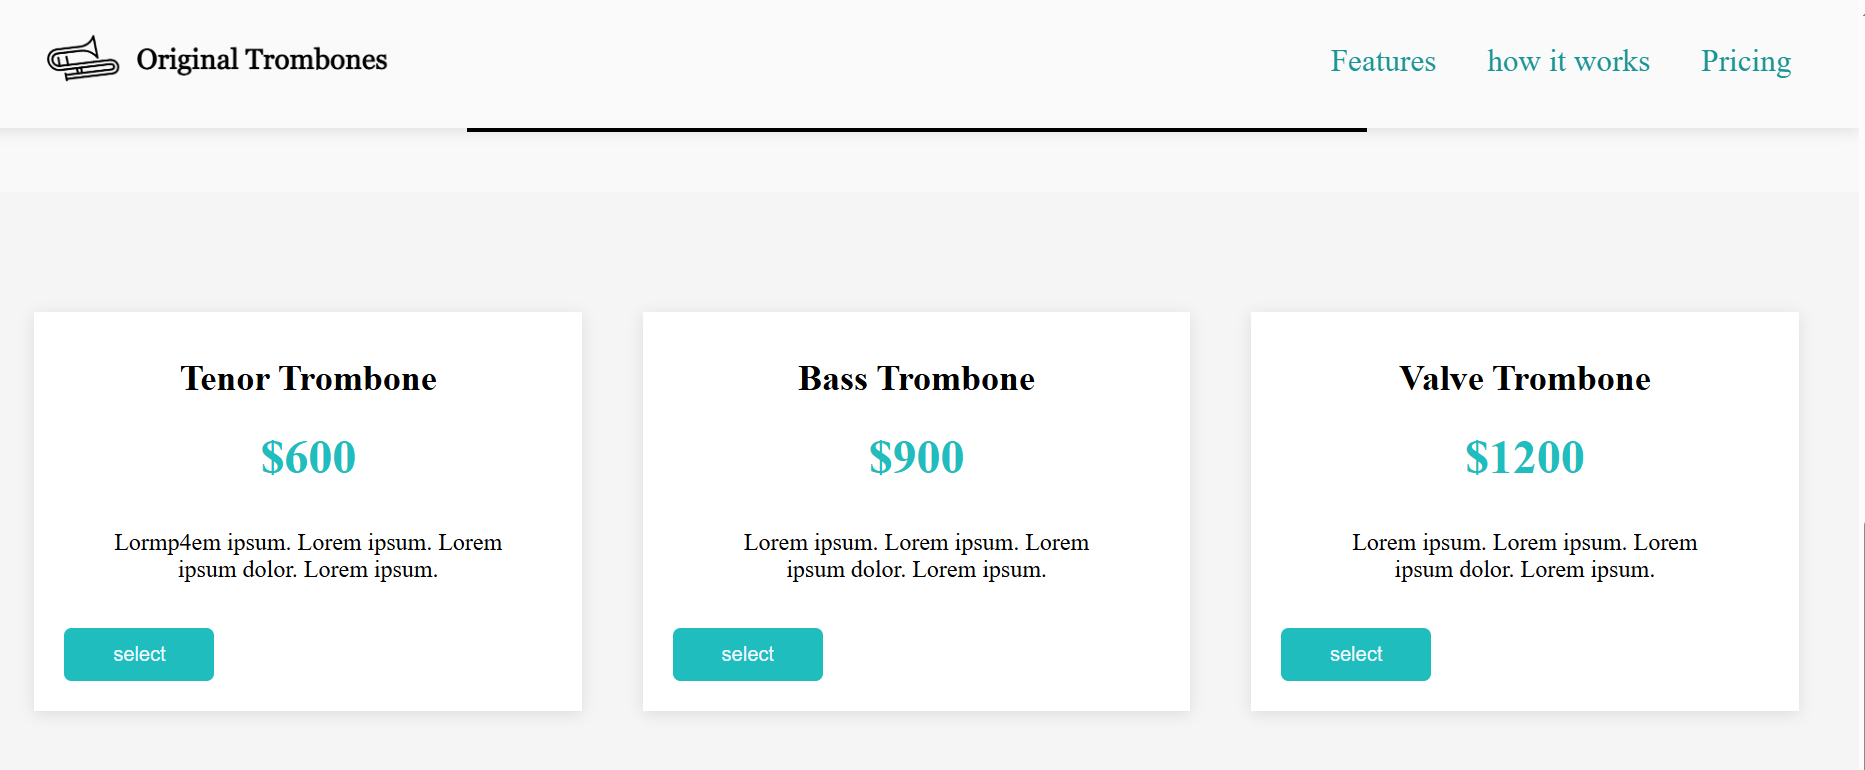 Original Trombones
Features
how it works
Pricing
Tenor Trombone
$600
Lormp4em ipsum. Lorem ipsum. Lorem
ipsum dolor. Lorem ipsum.
select
Bass Trombone
$900
Lorem ipsum. Lorem ipsum. Lorem
ipsum dolor. Lorem ipsum.
select
Valve Trombone
$1200
Lorem ipsum. Lorem ipsum. Lorem
ipsum dolor. Lorem ipsum.
select